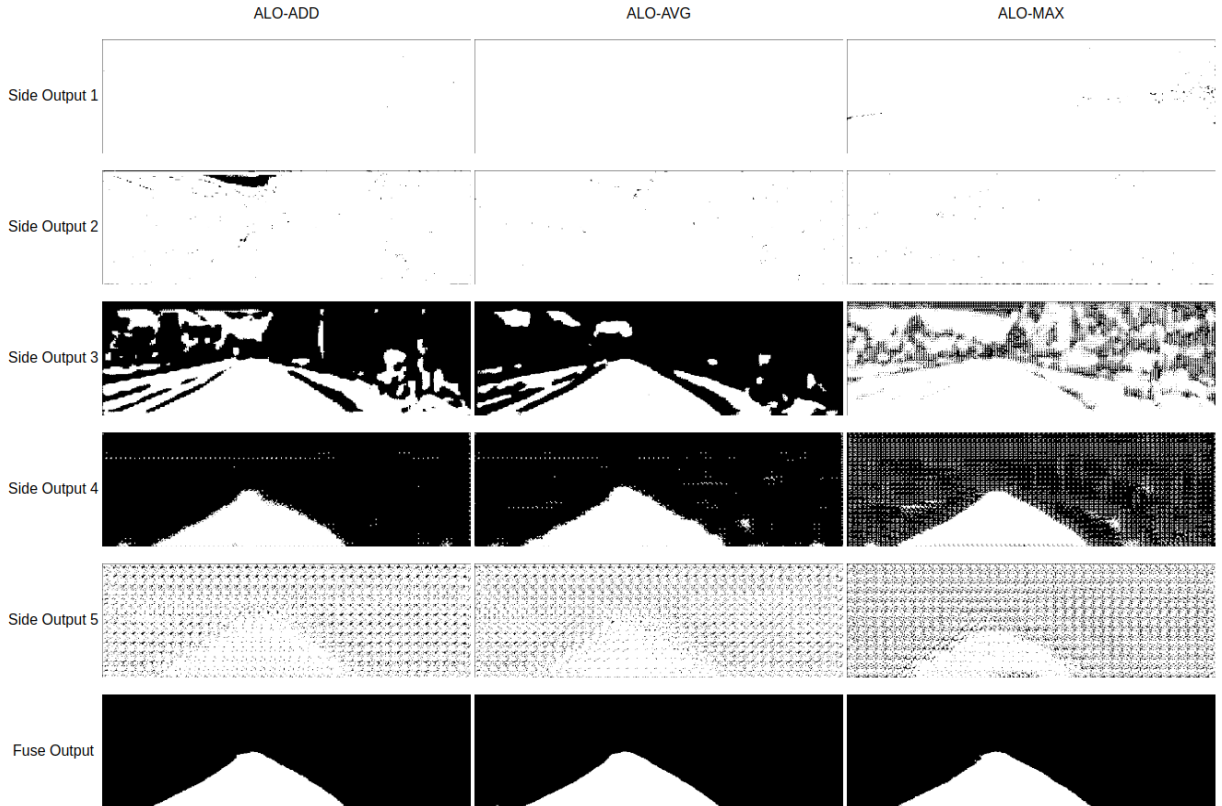 ALO-ADD ALO-AVG ALO-MAX
Side Output 1
Side Output 2
Side Output 3
Side Output 4
Side Output 5
Fuse Output